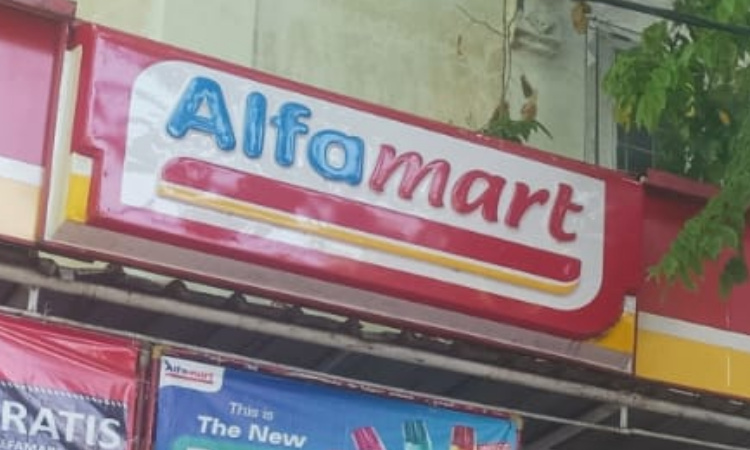 Alfamart
Alfamart
RATIS
This is
The New